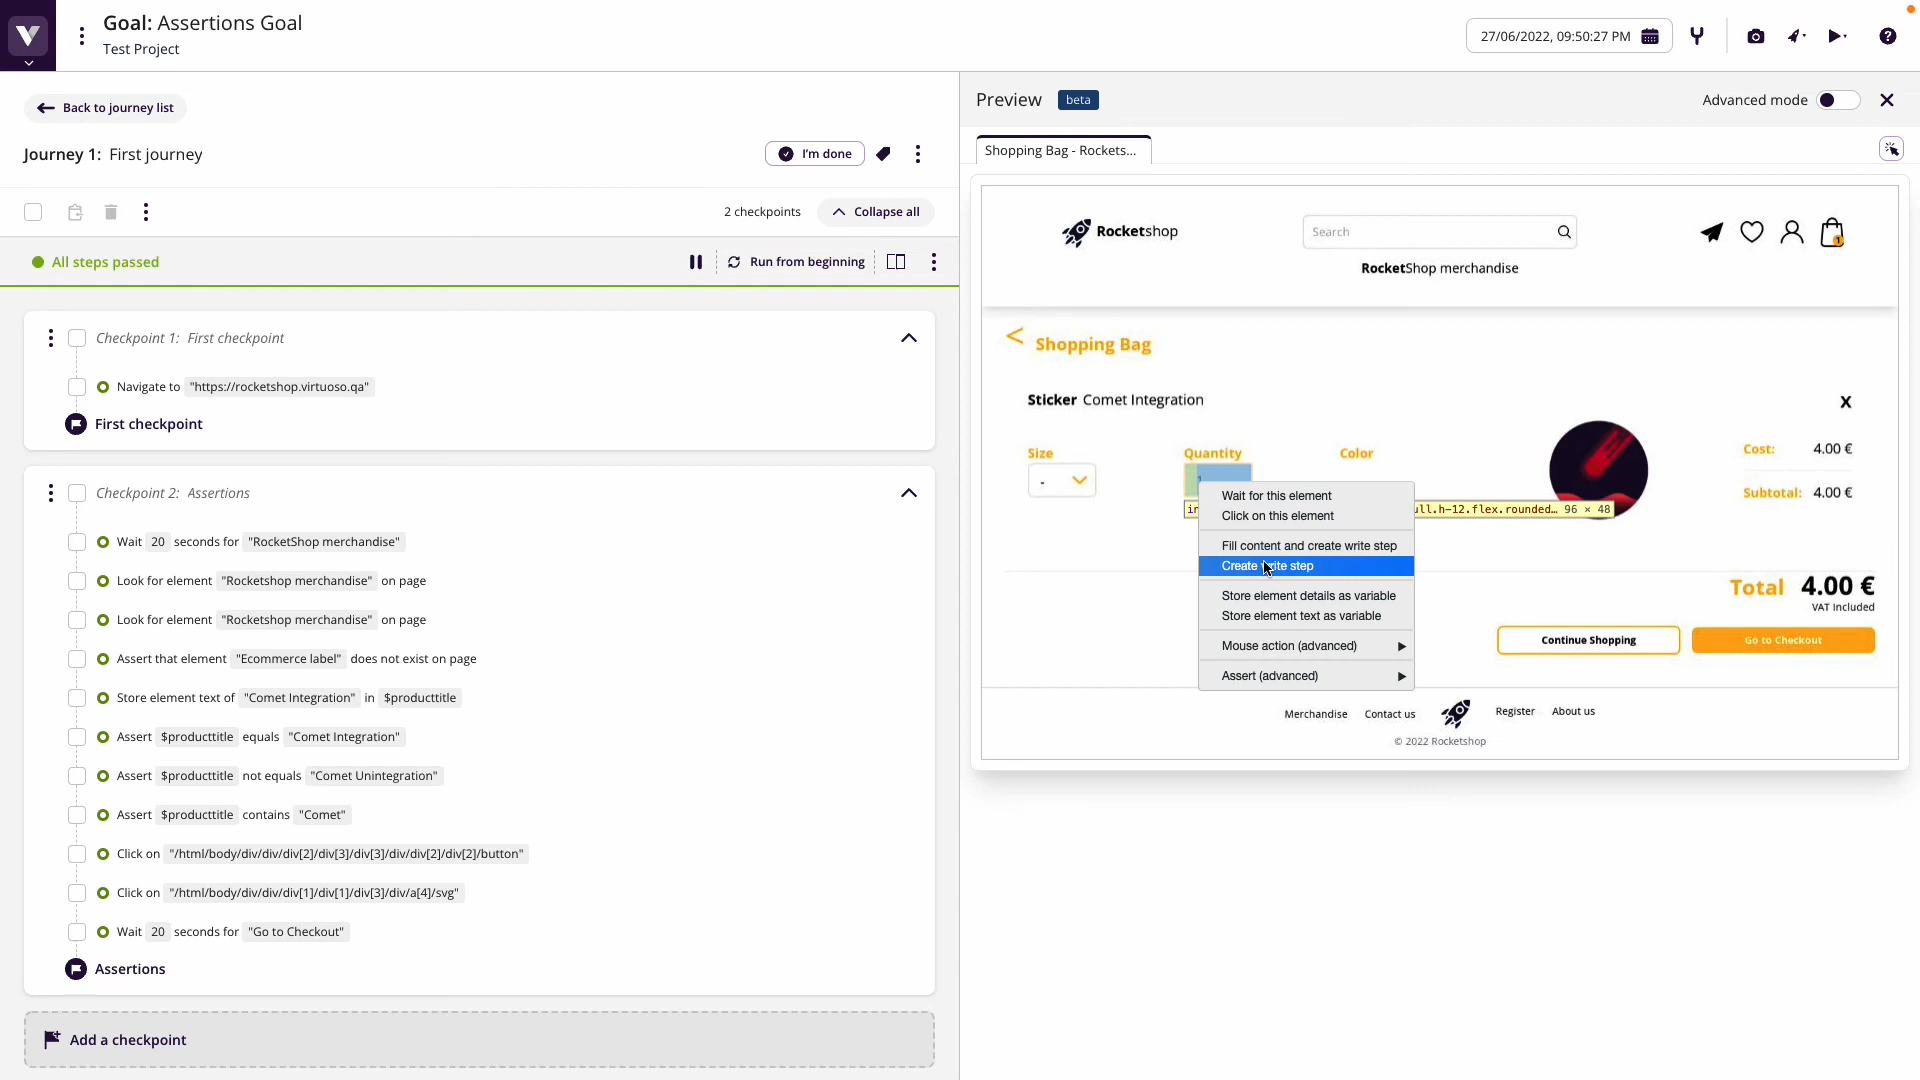 Goal: Assertions Goal
Test Project
27/06/2022, 09:50:27 PM
Back to journey list
Journey 1: First journey
I'm done
2 checkpoints
Collapse all
All steps passed
Run from beginning
Checkpoint 1: First checkpoint
Navigate to "https://rocketshop.virtuoso.qa"
First checkpoint
Checkpoint 2: Assertions
Wait 20 seconds for "RocketShop merchandise"
Look for element "Rocketshop merchandise" on page
Look for element "Rocketshop merchandise" on page
Assert that element "Ecommerce label" does not exist on page
Store element text of "Comet Integration" in $producttitle
Assert $producttitle equals "Comet Integration"
Assert $producttitle not equals "Comet Unintegration"
Assert $producttitle contains "Comet"
Click on "/html/body/div/div/div[2]/div[3]/div[3]/div/div[2]/div[2]/button"
Click on "/html/body/div/div/div[1]/div[1]/div[3]/div/a[4]/svg"
Wait 20 seconds for "Go to Checkout"
Assertions
Add a checkpoint
Preview beta
Advanced mode
Shopping Bag - Rockets...
Rocketshop
Search
1
RocketShop merchandise
< Shopping Bag
Sticker Comet Integration
X
Size
Quantity
Color
-
Cost: 4.00 €
Subtotal: 4.00 €
ull.h-12.flex.rounded… 96 × 48
Wait for this element
Click on this element
Fill content and create write step
Create write step
Store element details as variable
Store element text as variable
Mouse action (advanced)
Assert (advanced)
Total 4.00 €
VAT Included
Continue Shopping
Go to Checkout
Merchandise
Contact us
Register
About us
© 2022 Rocketshop